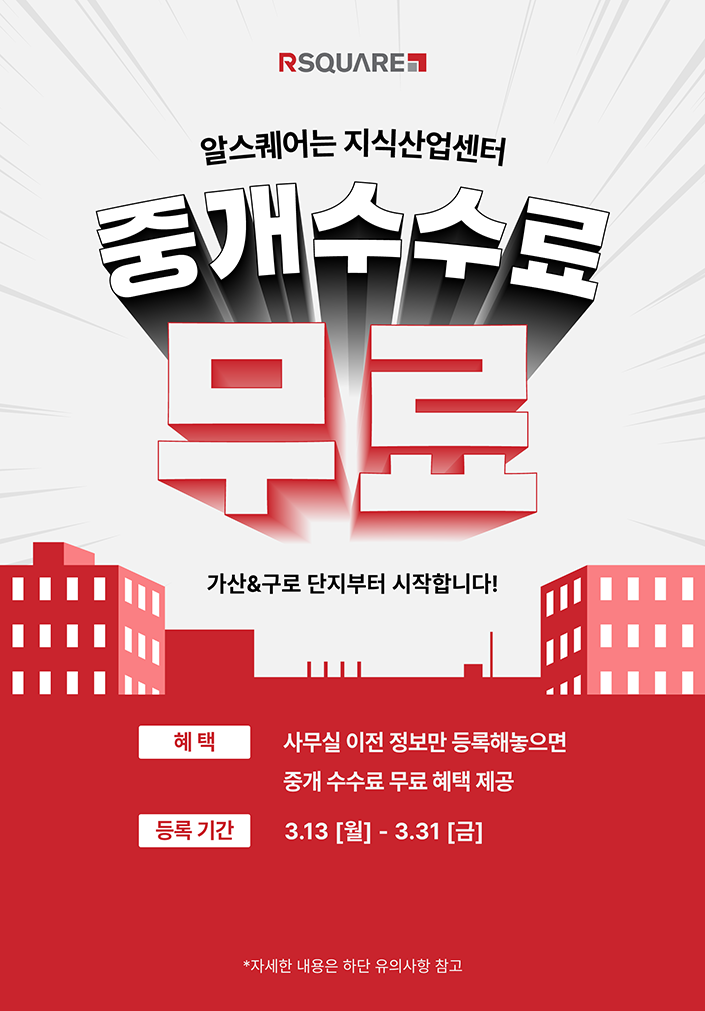 RSQUARE
알스퀘어는 지식산업센터
중개수수료
무료
가산&구로 단지부터 시작합니다!
혜 택
사무실 이전 정보만 등록해놓으면
중개 수수료 무료 혜택 제공
등록 기간
3.13 [월] - 3.31 [금]
*자세한 내용은 하단 유의사항 참고